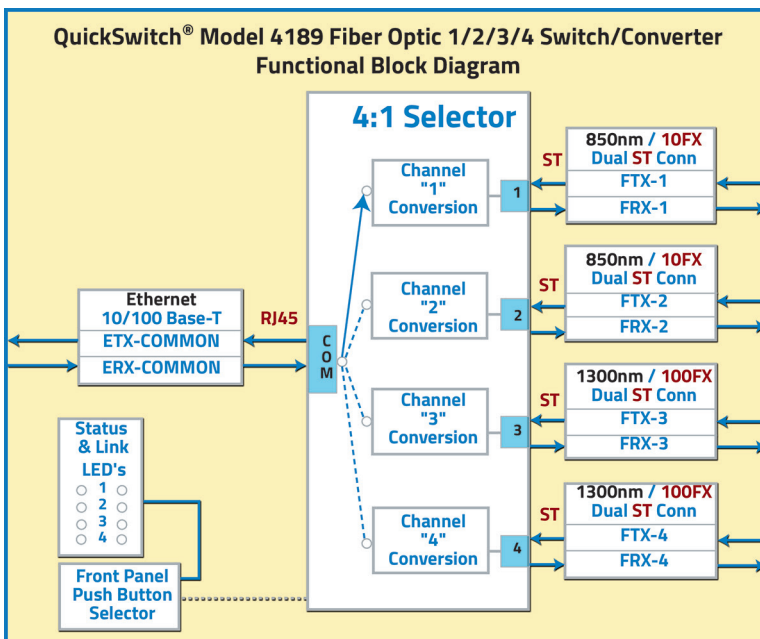 QuickSwitch® Model 4189 Fiber Optic 1/2/3/4 Switch/Converter
Functional Block Diagram
4:1 Selector
Channel
"1"
Conversion
1
ST
850nm / 10FX
Dual ST Conn
FTX-1
FRX-1
Channel
"2"
Conversion
2
ST
850nm / 10FX
Dual ST Conn
FTX-2
FRX-2
Ethernet
10/100 Base-T
ETX-COMMON
ERX-COMMON
RJ45
C
O
M
Channel
"3"
Conversion
3
ST
1300nm / 100FX
Dual ST Conn
FTX-3
FRX-3
Channel
"4"
Conversion
4
ST
1300nm / 100FX
Dual ST Conn
FTX-4
FRX-4
Status
& Link
LED's
1
2
3
4
Front Panel
Push Button
Selector